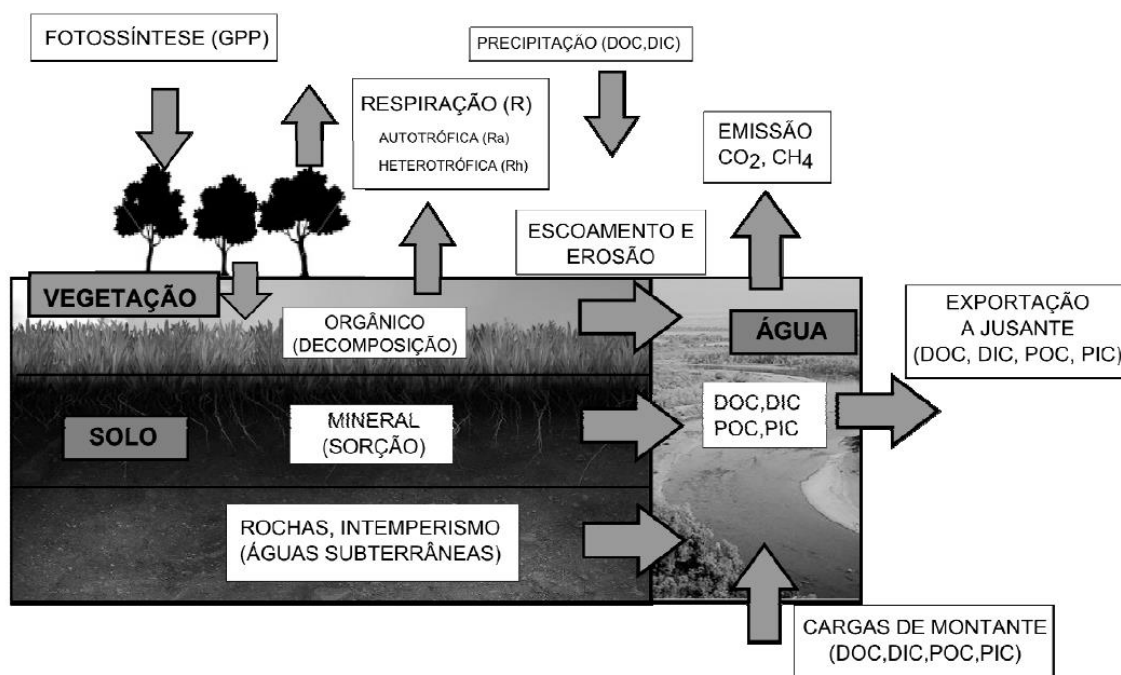 FOTOSSÍNTESE (GPP)
PRECIPITAÇÃO (DOC,DIC)
RESPIRAÇÃO (R)
AUTOTRÓFICA (Ra)
HETEROTRÓFICA (Rh)
EMISSÃO
CO2, CH4
ESCOAMENTO E
EROSÃO
VEGETAÇÃO
ORGÂNICO
(DECOMPOSIÇÃO)
ÁGUA
EXPORTAÇÃO
A JUSANTE
(DOC, DIC, POC, PIC)
SOLO
MINERAL
(SORÇÃO)
DOC,DIC
POC,PIC
ROCHAS, INTEMPERISMO
(ÁGUAS SUBTERRÂNEAS)
CARGAS DE MONTANTE
(DOC,DIC,POC,PIC)